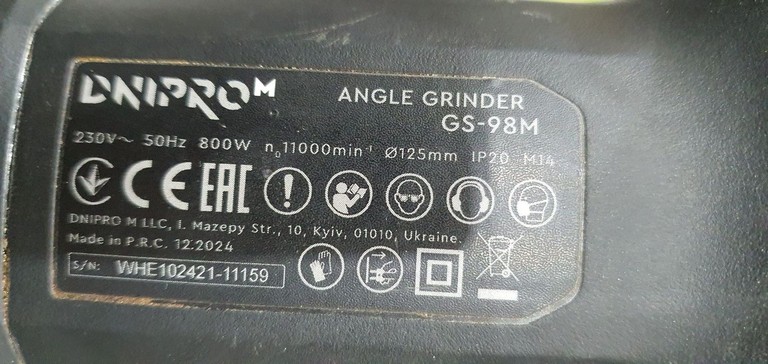 DNIPRO M
ANGLE GRINDER
GS-98M
230V~ 50Hz 800W n₀11000min⁻¹ Ø125mm IP20 M14
CE EAC
DNIPRO M LLC, I. Mazepy Str., 10, Kyiv, 01010, Ukraine.
Made in P.R.C. 12.2024
S/N: WHE102421-11159